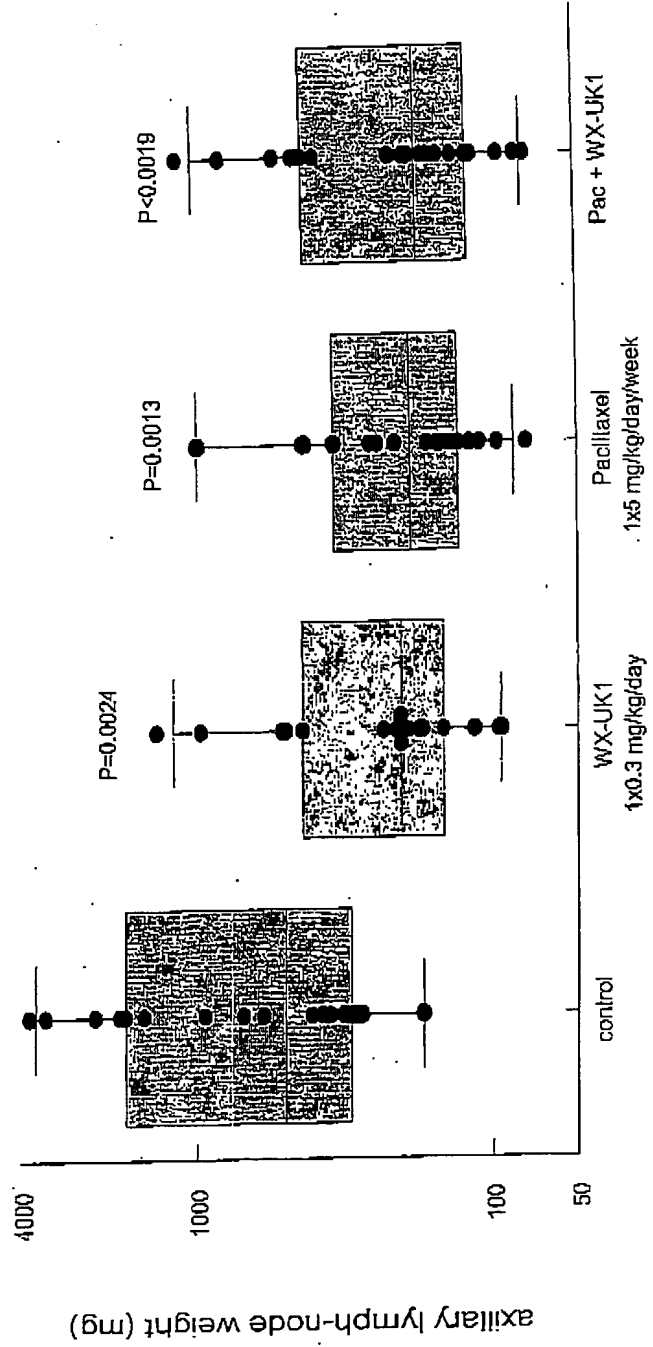 axillary lymph-node weight (mg)
4000
1000
100
50
P=0.0024
P=0.0013
P<0.0019
control
WX-UK1
1x0.3 mg/kg/day
Paclitaxel
1x5 mg/kg/day/week
Pac + WX-UK1